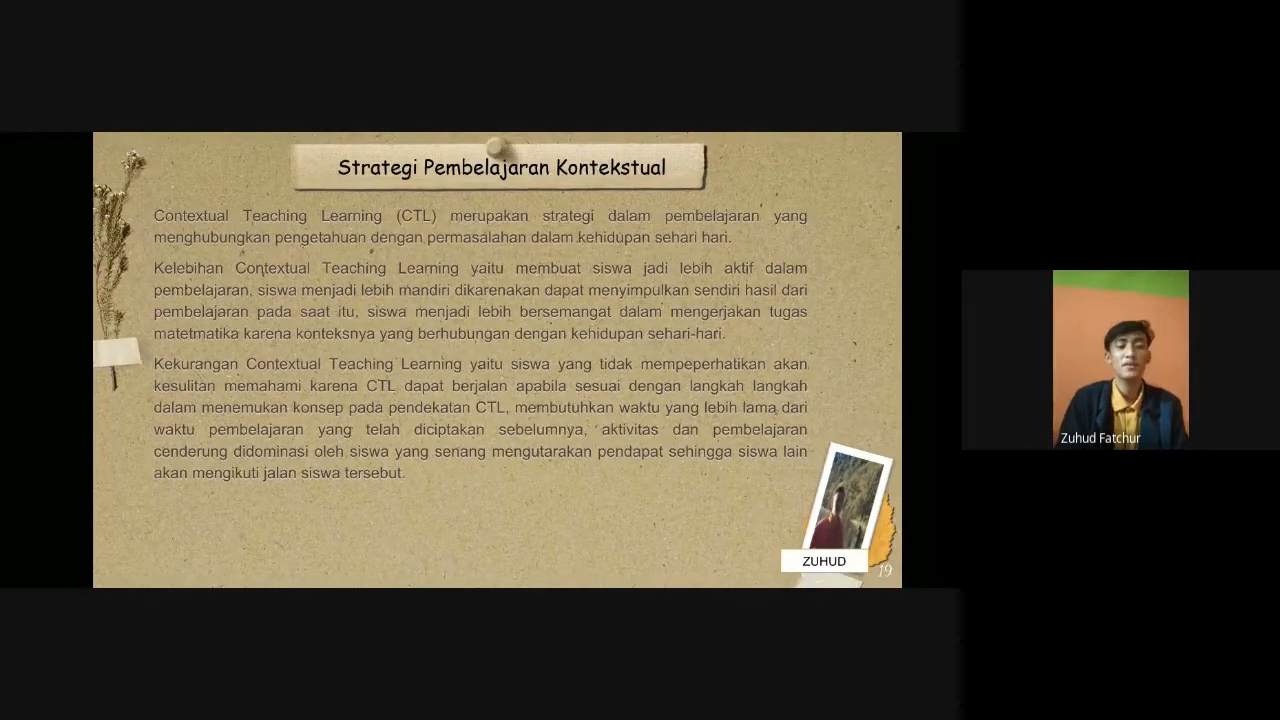 Strategi Pembelajaran Kontekstual
Contextual Teaching Learning (CTL) merupakan strategi dalam pembelajaran yang
menghubungkan pengetahuan dengan permasalahan dalam kehidupan sehari hari.
Kelebihan Contextual Teaching Learning yaitu membuat siswa jadi lebih aktif dalam
pembelajaran, siswa menjadi lebih mandiri dikarenakan dapat menyimpulkan sendiri hasil dari
pembelajaran pada saat itu, siswa menjadi lebih bersemangat dalam mengerjakan tugas
matetmatika karena konteksnya yang berhubungan dengan kehidupan sehari-hari.
Kekurangan Contextual Teaching Learning yaitu siswa yang tidak mempeperhatikan akan
kesulitan memahami karena CTL dapat berjalan apabila sesuai dengan langkah langkah
dalam menemukan konsep pada pendekatan CTL, membutuhkan waktu yang lebih lama dari
waktu pembelajaran yang telah diciptakan sebelumnya, aktivitas dan pembelajaran
cenderung didominasi oleh siswa yang senang mengutarakan pendapat sehingga siswa lain
akan mengikuti jalan siswa tersebut.
ZUHUD
19
Zuhud Fatchur